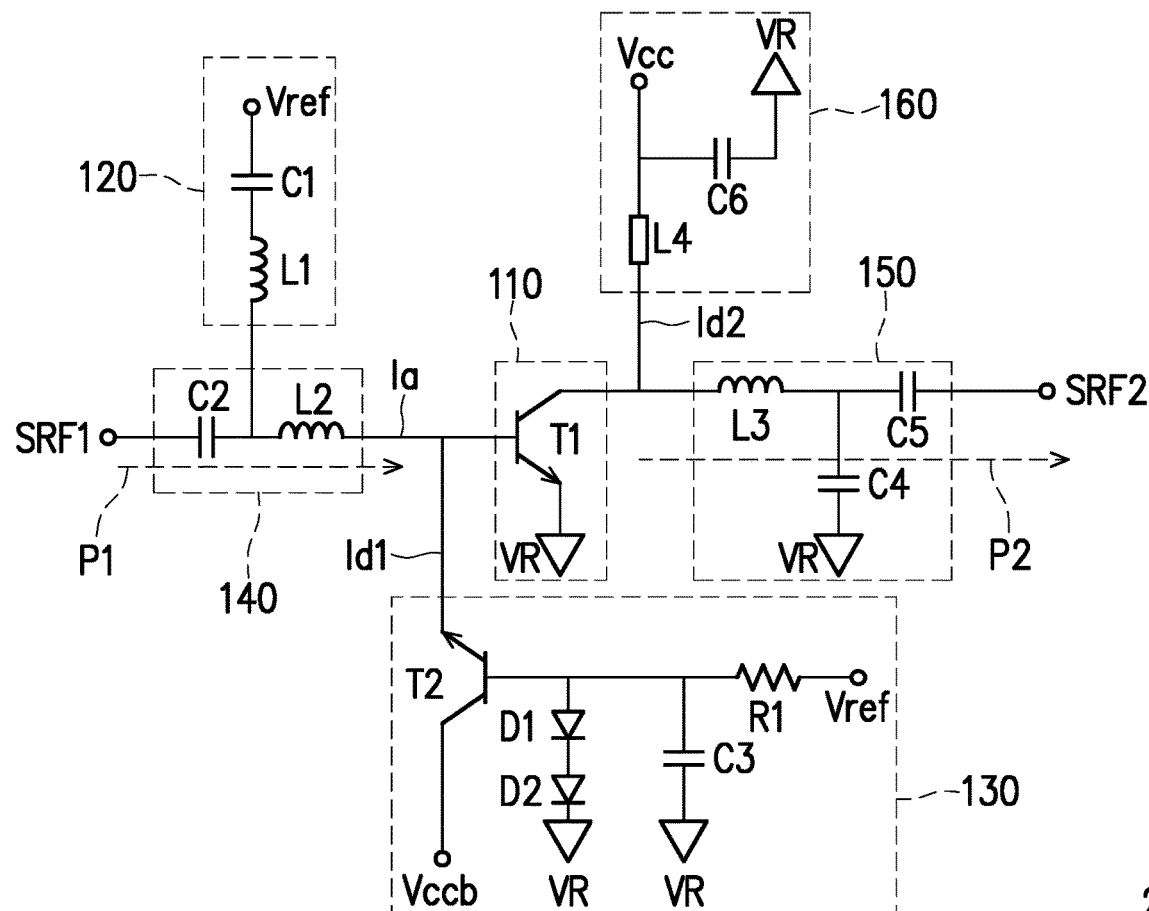 VR
Vcc
Vref
160
120
C1
C6
L4
L1
110
150
Id2
Ia
C2
L2
SRF1
T1
L3
C5
SRF2
C4
P1
Id1
VR
VR
P2
140
T2
R1
Vref
D1
C3
D2
130
Vccb
VR
VR